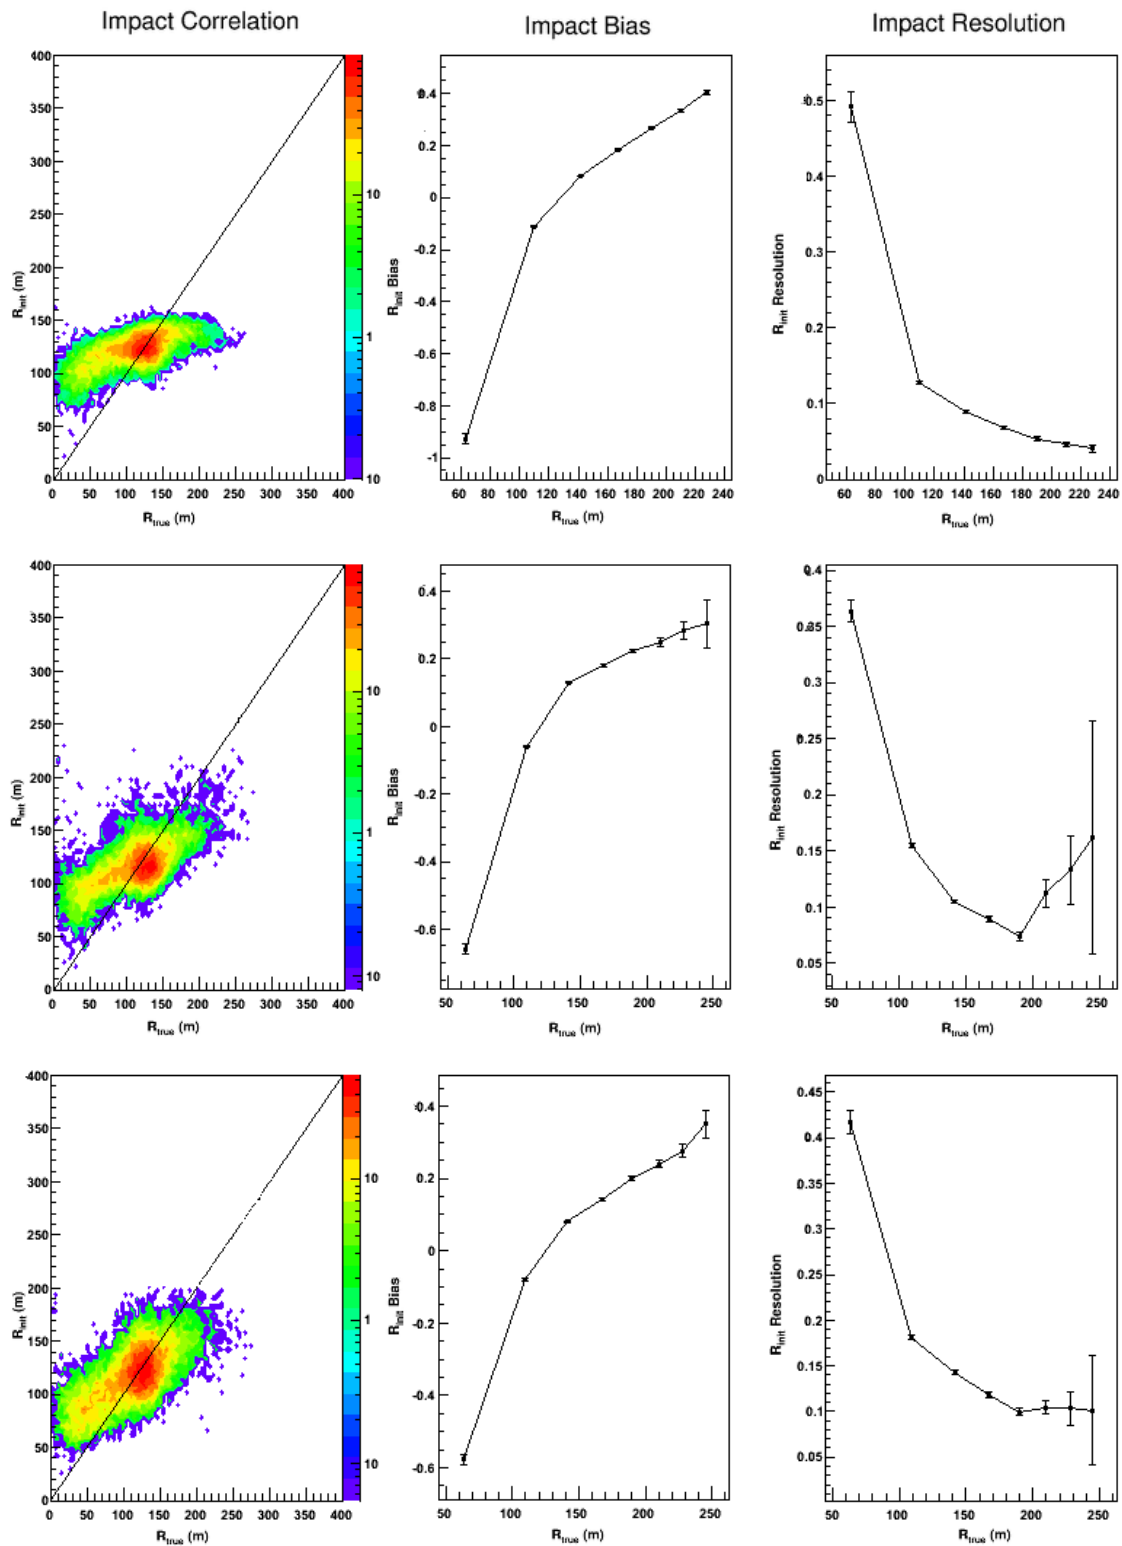 Impact Correlation
Impact Bias
Impact Resolution
400
350
300
250
200
150
100
50
0
R_init (m)
0 50 100 150 200 250 300 350 400
R_true (m)
10
1
10
0.4
0.2
0
-0.2
-0.4
-0.6
-0.8
-1
R_init Bias
60 80 100 120 140 160 180 200 220 240
R_true (m)
0.5
0.4
0.3
0.2
0.1
0
R_init Resolution
60 80 100 120 140 160 180 200 220 240
R_true (m)
400
350
300
250
200
150
100
50
0
R_init (m)
0 50 100 150 200 250 300 350 400
R_true (m)
10
1
10
0.4
0.2
0
-0.2
-0.4
-0.6
R_init Bias
50 100 150 200 250
R_true (m)
0.4
0.35
0.3
0.25
0.2
0.15
0.1
0.05
R_init Resolution
50 100 150 200 250
R_true (m)
400
350
300
250
200
150
100
50
0
R_init (m)
0 50 100 150 200 250 300 350 400
R_true (m)
10
1
10
0.4
0.2
0
-0.2
-0.4
-0.6
R_init Bias
50 100 150 200 250
R_true (m)
0.45
0.4
0.35
0.3
0.25
0.2
0.15
0.1
0.05
R_init Resolution
50 100 150 200 250
R_true (m)